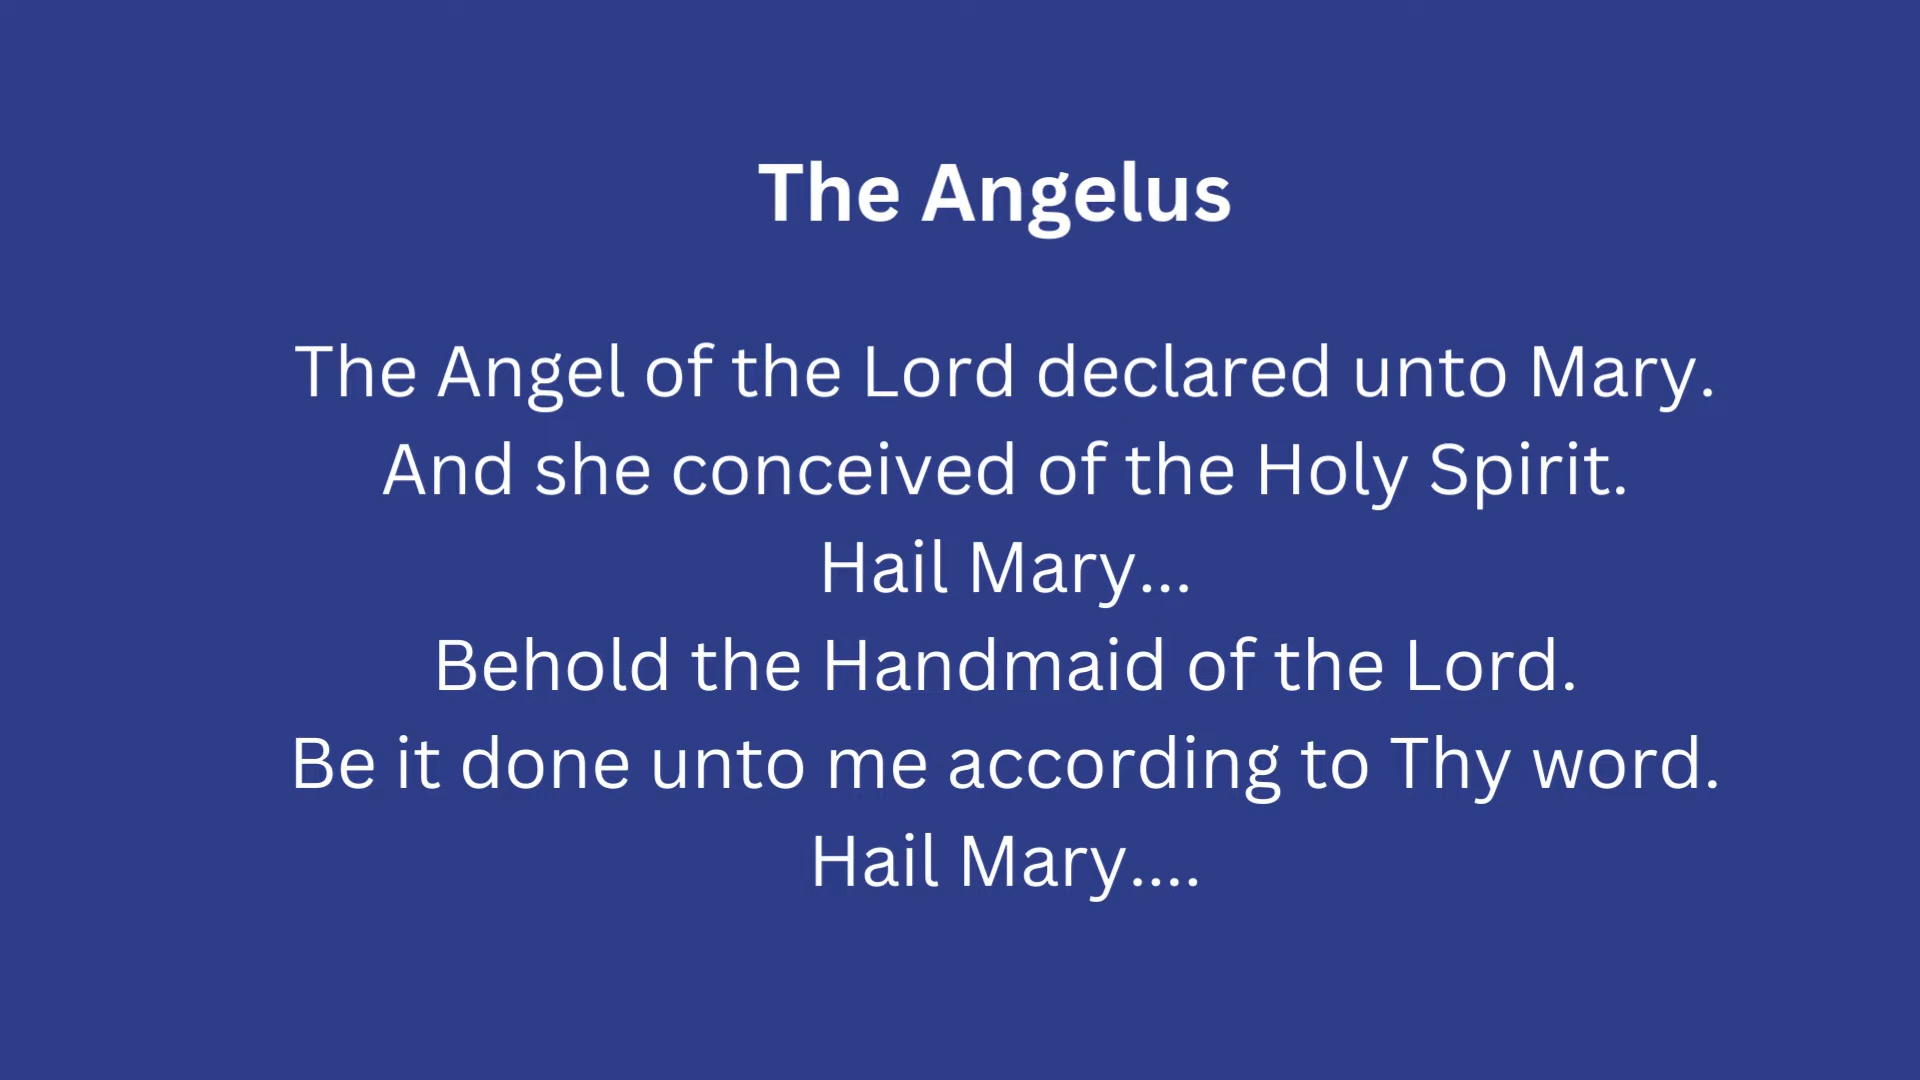 The Angelus
The Angel of the Lord declared unto Mary.
And she conceived of the Holy Spirit.
Hail Mary...
Behold the Handmaid of the Lord.
Be it done unto me according to Thy word.
Hail Mary....